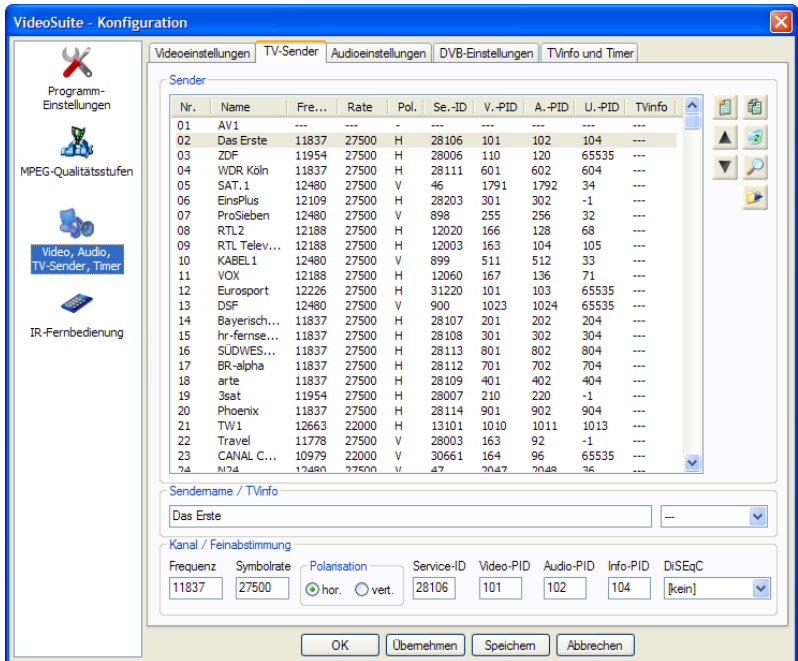 VideoSuite - Konfiguration
Programm-
Einstellungen
MPEG-Qualitätsstufen
Video, Audio,
TV-Sender, Timer
IR-Fernbedienung
Videoeinstellungen TV-Sender Audioeinstellungen DVB-Einstellungen TVinfo und Timer
Sender
Nr. Name Fre... Rate Pol. Se.-ID V.-PID A.-PID U.-PID TVinfo
01 AV1 --- --- - --- --- --- --- ---
02 Das Erste 11837 27500 H 28106 101 102 104 ---
03 ZDF 11954 27500 H 28006 110 120 65535 ---
04 WDR Köln 11837 27500 H 28111 601 602 604 ---
05 SAT.1 12480 27500 V 46 1791 1792 34 ---
06 EinsPlus 12109 27500 H 28203 301 302 -1 ---
07 ProSieben 12480 27500 V 898 255 256 32 ---
08 RTL2 12188 27500 H 12020 166 128 68 ---
09 RTL Telev... 12188 27500 H 12003 163 104 105 ---
10 KABEL1 12480 27500 V 899 511 512 33 ---
11 VOX 12188 27500 H 12060 167 136 71 ---
12 Eurosport 12226 27500 H 31220 101 103 65535 ---
13 DSF 12480 27500 V 900 1023 1024 65535 ---
14 Bayerisch... 11837 27500 H 28107 201 202 204 ---
15 hr-fernse... 11837 27500 H 28108 301 302 304 ---
16 SÜDWES... 11837 27500 H 28113 801 802 804 ---
17 BR-alpha 11837 27500 H 28112 701 702 704 ---
18 arte 11837 27500 H 28109 401 402 404 ---
19 3sat 11954 27500 H 28007 210 220 -1 ---
20 Phoenix 11837 27500 H 28114 901 902 904 ---
21 TW1 12663 22000 H 13101 1010 1011 1013 ---
22 Travel 11778 27500 V 28003 163 92 -1 ---
23 CANAL C... 10979 22000 V 30661 164 96 65535 ---
24 N24 12480 27500 V 47 2047 2048 36 ---
Sendername / TVinfo
Das Erste ---
Kanal / Feinabstimmung
Frequenz Symbolrate Polarisation Service-ID Video-PID Audio-PID Info-PID DiSEqC
11837 27500 hor. vert. 28106 101 102 104 [kein]
OK Übernehmen Speichern Abbrechen